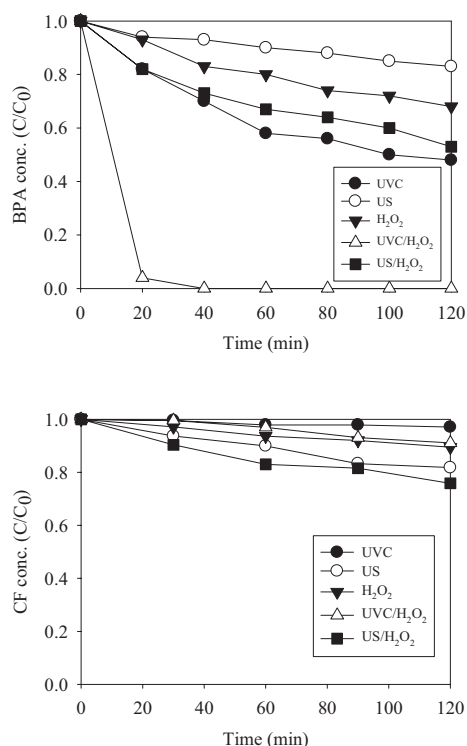 1.0
0.8
0.6
0.4
0.2
0.0
BPA conc. (C/C₀)
UVC
US
H₂O₂
UVC/H₂O₂
US/H₂O₂
0 20 40 60 80 100 120
Time (min)
1.0
0.8
0.6
0.4
0.2
0.0
CF conc. (C/C₀)
UVC
US
H₂O₂
UVC/H₂O₂
US/H₂O₂
0 20 40 60 80 100 120
Time (min)